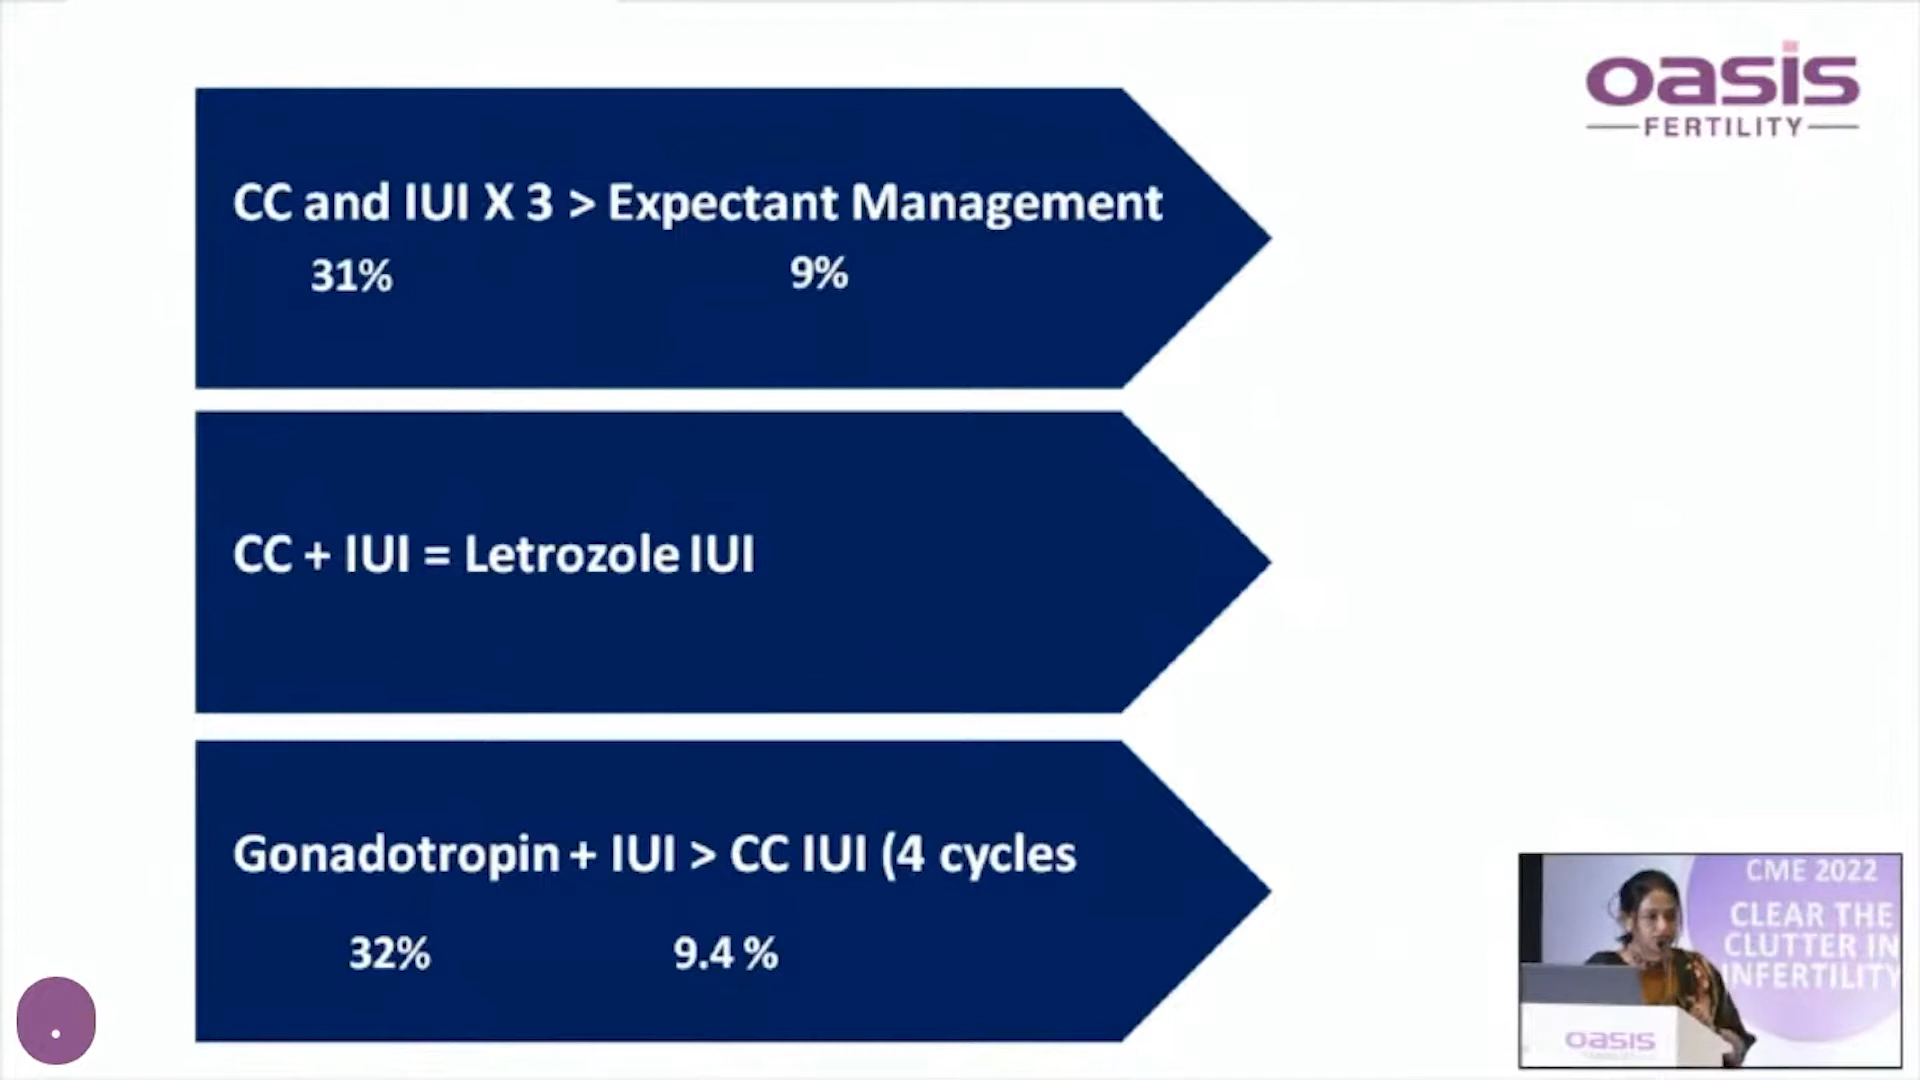 oasis
FERTILITY
CC and IUI X 3 > Expectant Management
31% 9%
CC + IUI = Letrozole IUI
Gonadotropin + IUI > CC IUI (4 cycles
32% 9.4 %
CME 2022
CLEAR THE
CLUTTER IN
INFERTILITY
oasis